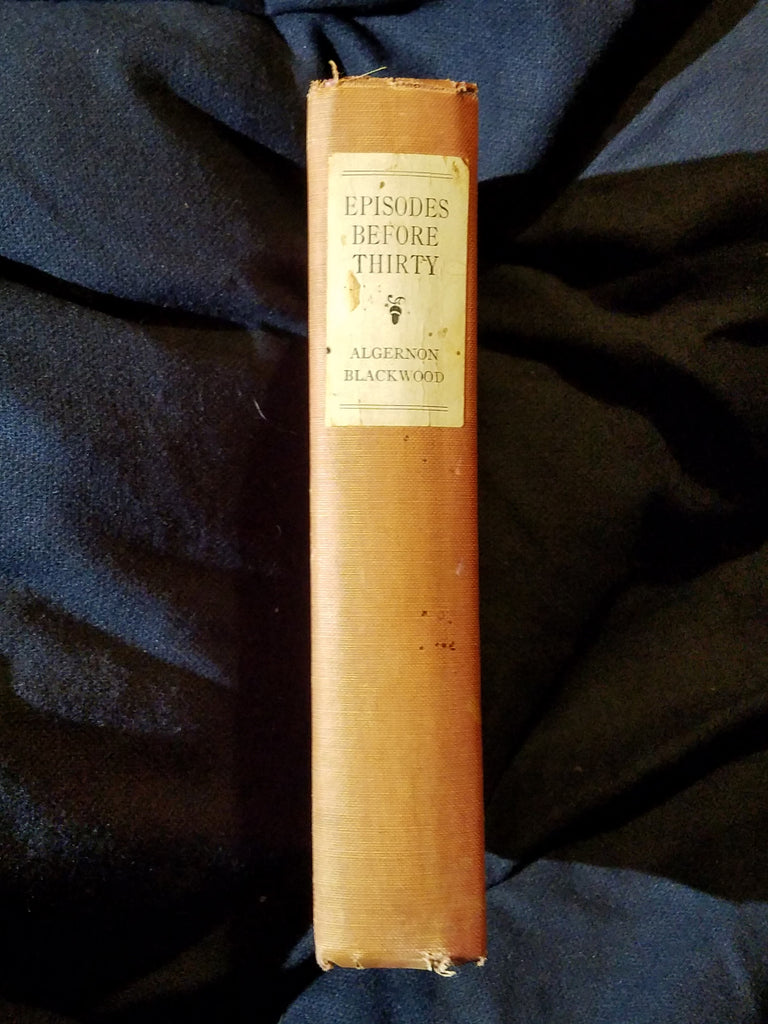 EPISODES
BEFORE
THIRTY
ALGERNON
BLACKWOOD